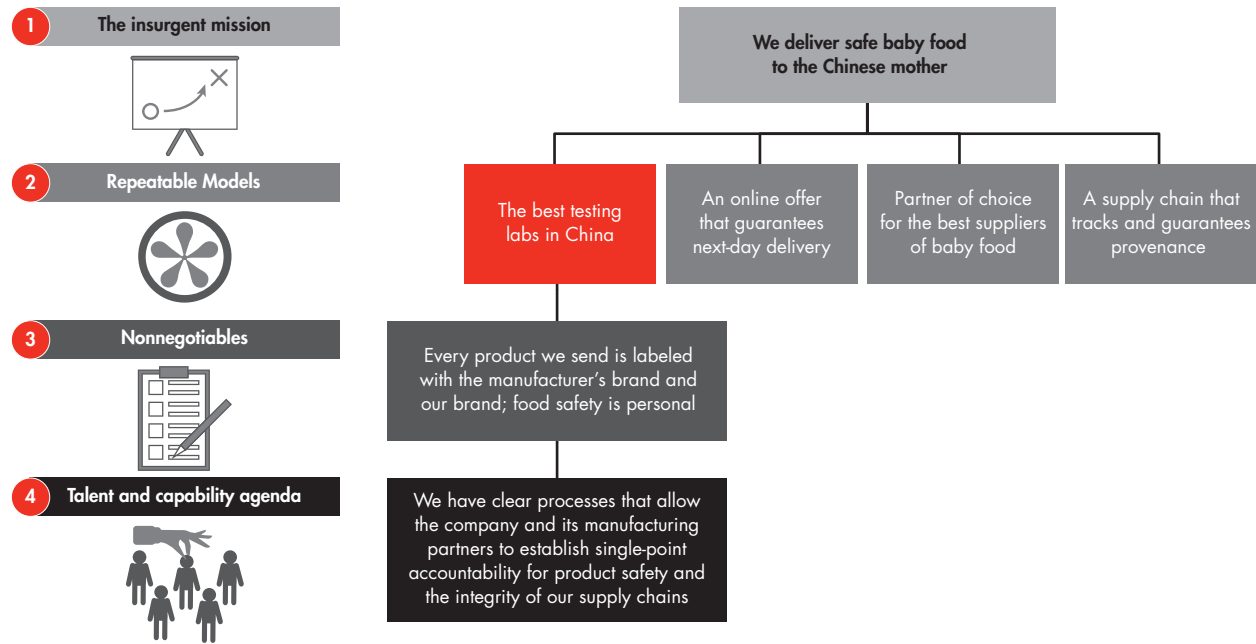 1
The insurgent mission
We deliver safe baby food
to the Chinese mother
2
Repeatable Models
The best testing
labs in China
An online offer
that guarantees
next-day delivery
Partner of choice
for the best suppliers
of baby food
A supply chain that
tracks and guarantees
provenance
3
Nonnegotiables
Every product we send is labeled
with the manufacturer’s brand and
our brand; food safety is personal
4
Talent and capability agenda
We have clear processes that allow
the company and its manufacturing
partners to establish single-point
accountability for product safety and
the integrity of our supply chains